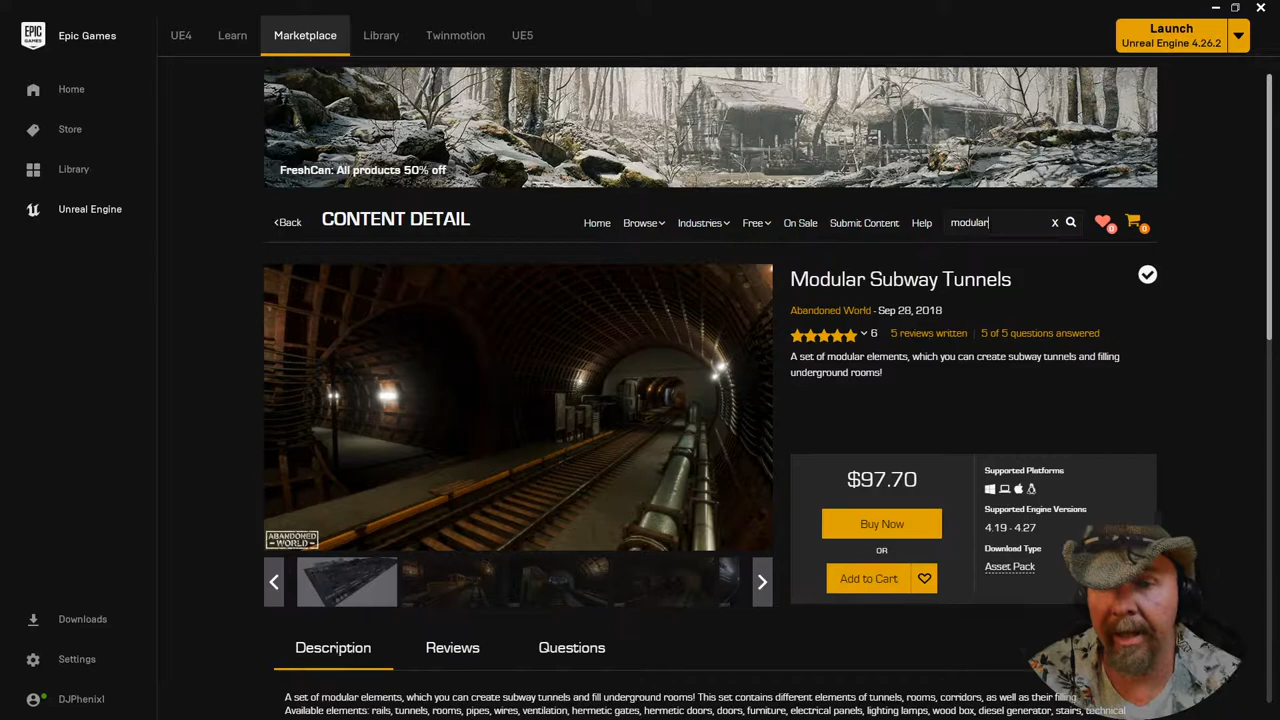 EPIC GAMES
Epic Games
UE4
Learn
Marketplace
Library
Twinmotion
UE5
Launch
Unreal Engine 4.26.2
Home
Store
Library
Unreal Engine
Downloads
Settings
DJPhenix1
FreshCan: All products 50% off
<Back
CONTENT DETAIL
Home
Browse
Industries
Free
On Sale
Submit Content
Help
modular
X
0
0
ABANDONED
WORLD
Modular Subway Tunnels
Abandoned World - Sep 28, 2018
6
5 reviews written
5 of 5 questions answered
A set of modular elements, which you can create subway tunnels and filling
underground rooms!
$97.70
Buy Now
OR
Add to Cart
Supported Platforms
Supported Engine Versions
4.19 - 4.27
Download Type
Asset Pack
Description
Reviews
Questions
A set of modular elements, which you can create subway tunnels and fill underground rooms! This set contains different elements of tunnels, rooms, corridors, as well as their filling.
Available elements: rails, tunnels, rooms, pipes, wires, ventilation, hermetic gates, hermetic doors, doors, furniture, electrical panels, lighting lamps, wood box, diesel generator, stairs, technical